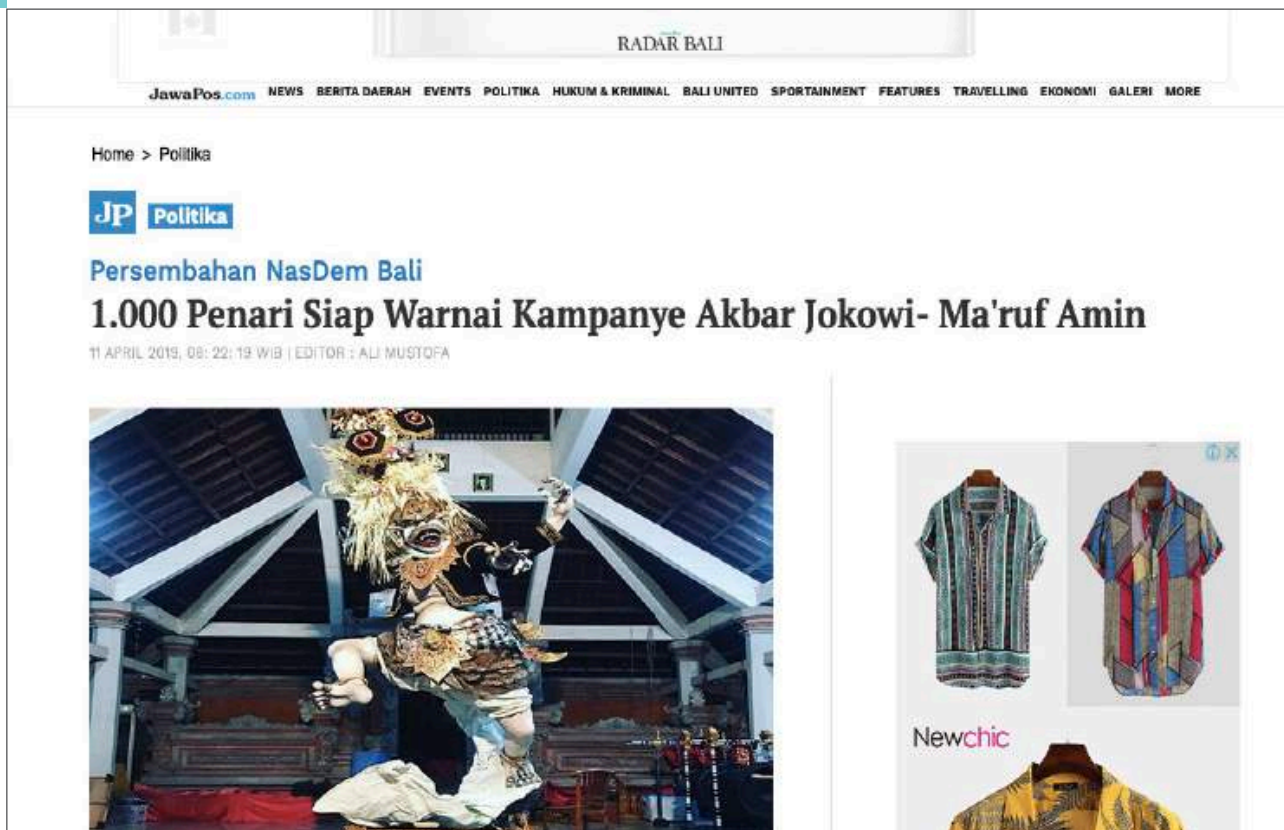 RADAR BALI
JawaPos.com NEWS BERITA DAERAH EVENTS POLITIKA HUKUM & KRIMINAL BALI UNITED SPORTAINMENT FEATURES TRAVELLING EKONOMI GALERI MORE
Home > Politika
JP Politika
Persembahan NasDem Bali
1.000 Penari Siap Warnai Kampanye Akbar Jokowi- Ma'ruf Amin
11 APRIL 2019, 08: 22: 19 WIB | EDITOR : ALI MUSTOFA
Newchic